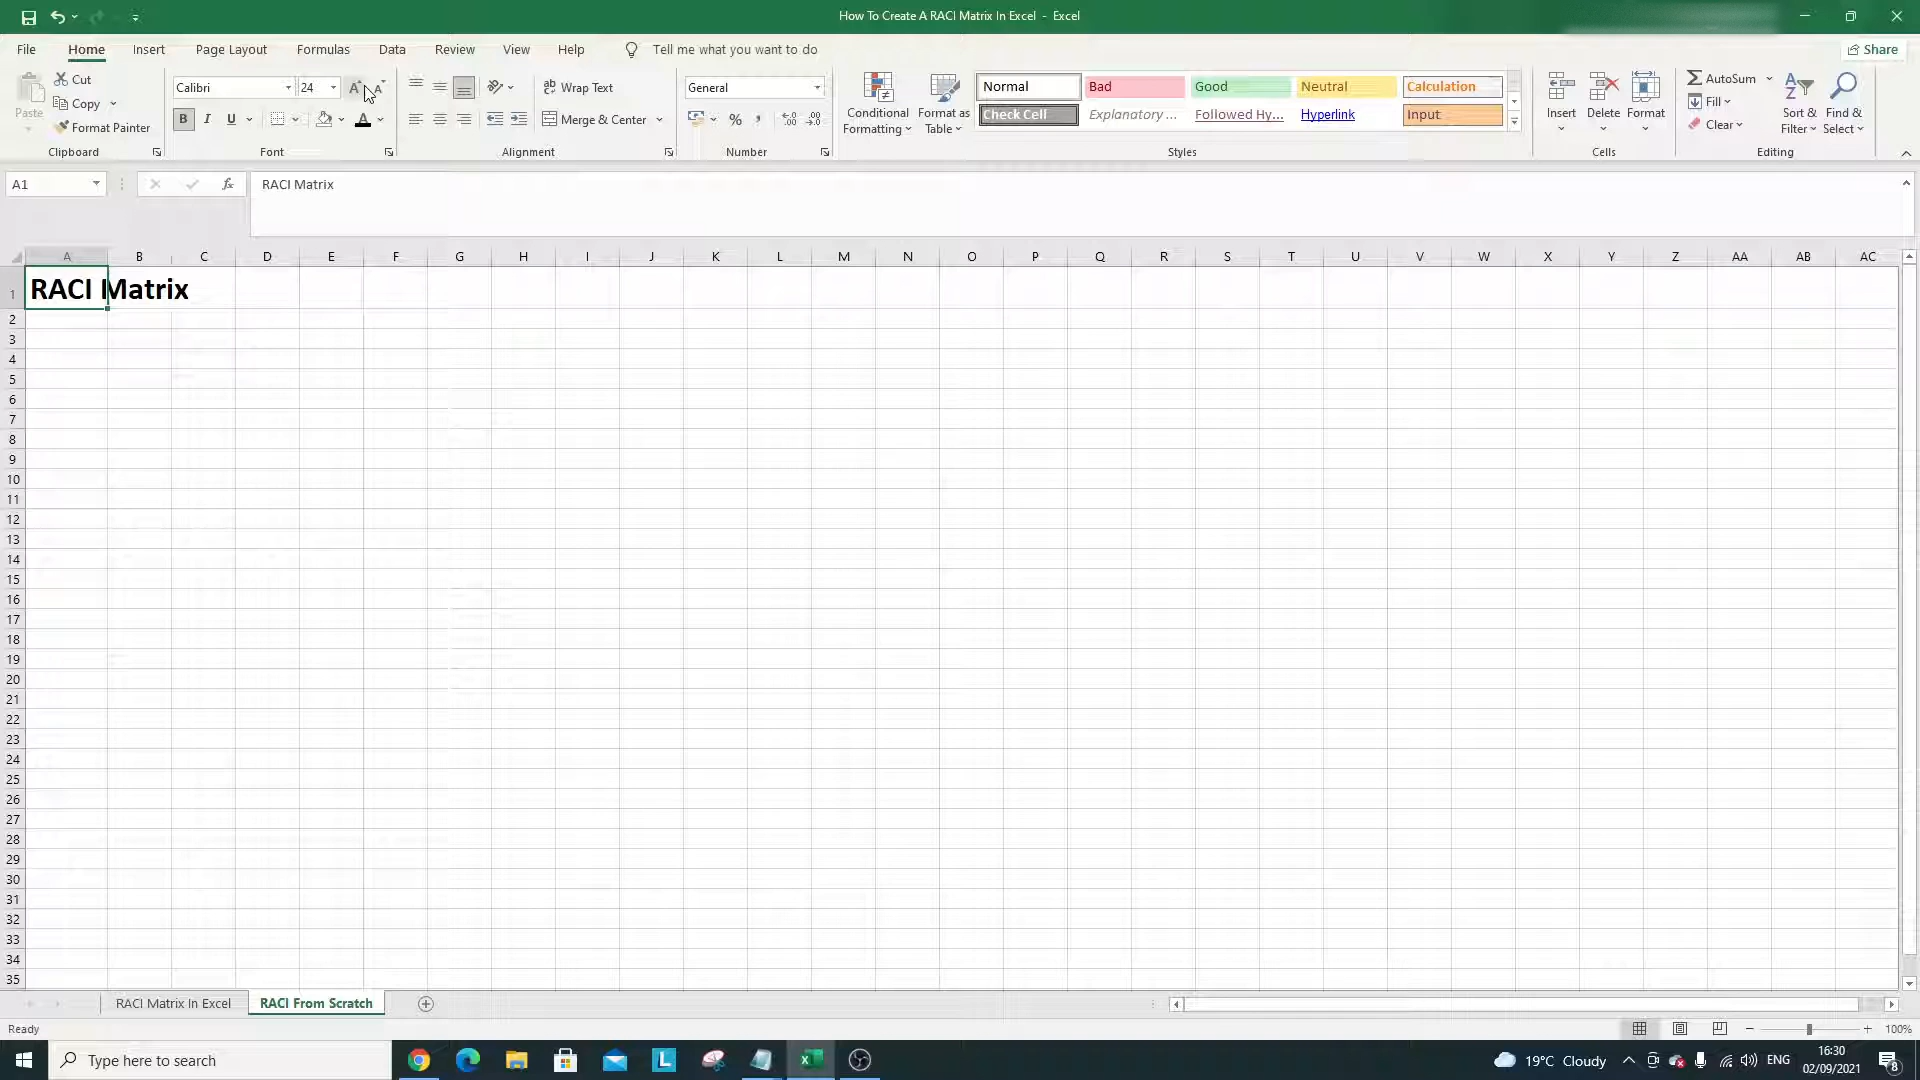 How To Create A RACI Matrix In Excel - Excel
File Home Insert Page Layout Formulas Data Review View Help Tell me what you want to do Share
Paste
Cut
Copy
Format Painter
Clipboard
Calibri 24
B I U
Font
Wrap Text
Merge & Center
Alignment
General
Number
Conditional Formatting
Format as Table
Normal Bad Good Neutral Calculation
Check Cell Explanatory ... Followed Hy... Hyperlink Input
Styles
Insert Delete Format
Cells
AutoSum
Fill
Clear
Sort & Filter
Find & Select
Editing
A1 fx RACI Matrix
A B C D E F G H I J K L M N O P Q R S T U V W X Y Z AA AB AC
1 RACI Matrix
2
3
4
5
6
7
8
9
10
11
12
13
14
15
16
17
18
19
20
21
22
23
24
25
26
27
28
29
30
31
32
33
34
35
RACI Matrix In Excel RACI From Scratch
Ready 100%
Type here to search 19°C Cloudy ENG 16:30
02/09/2021 8